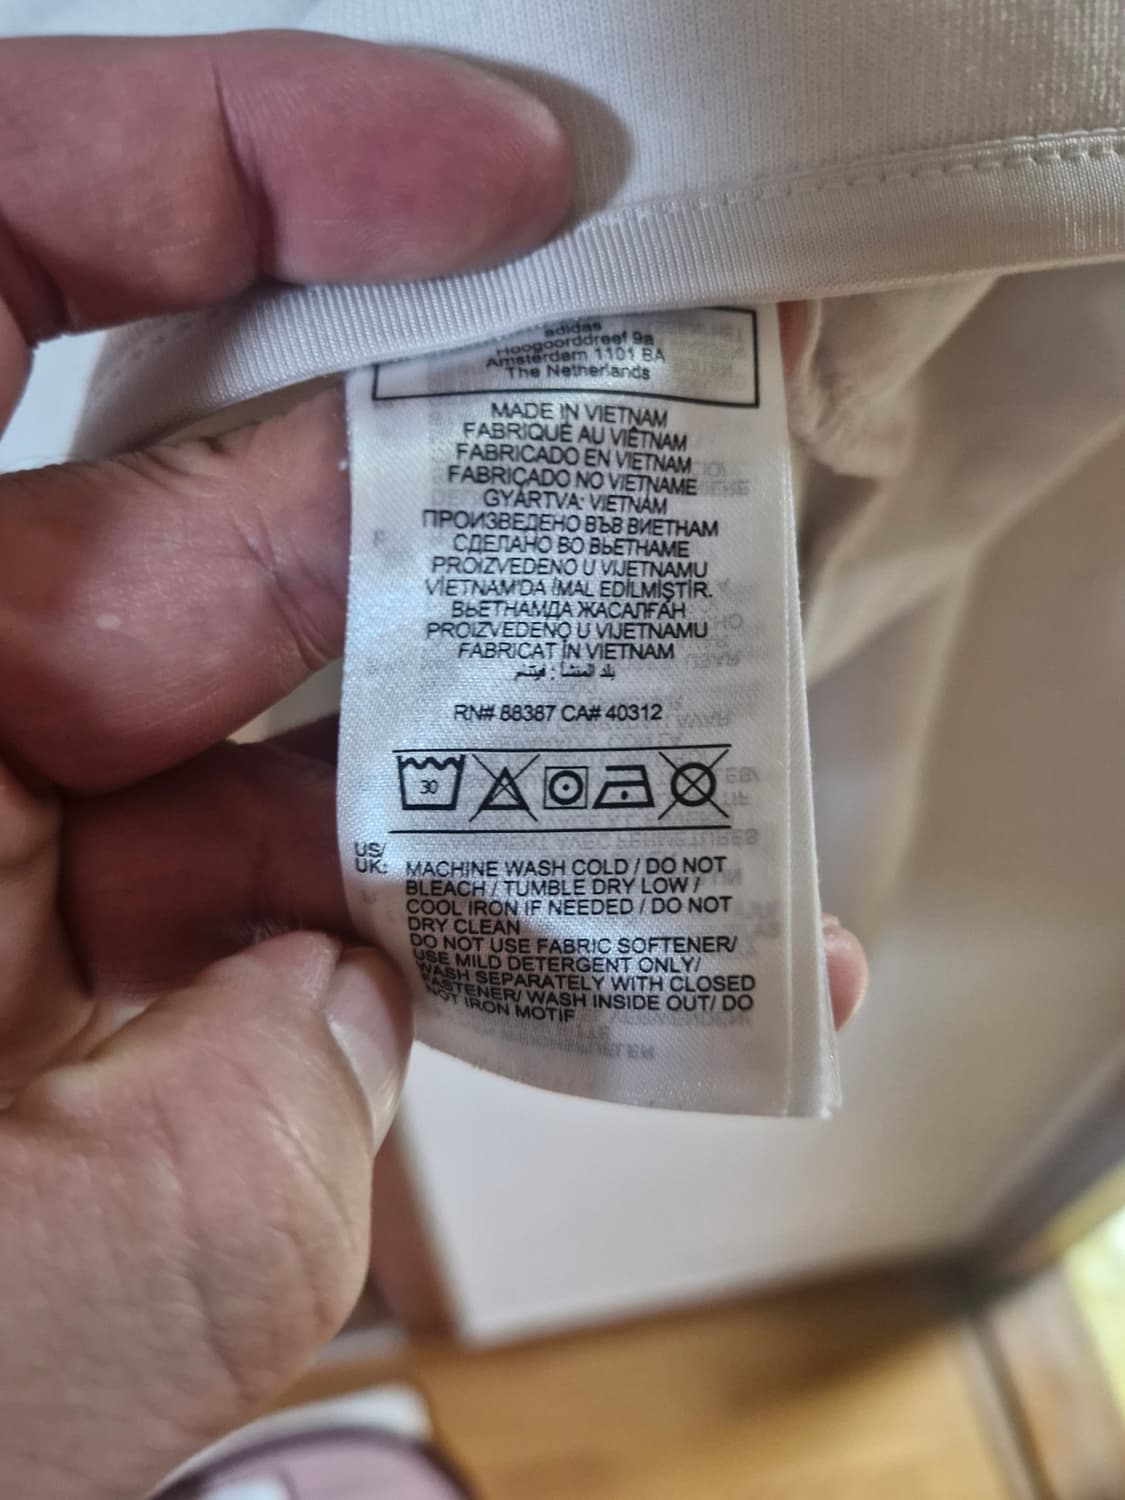 adidas
Hoogoorddreef 9a
Amsterdam 1101 BA
The Netherlands
MADE IN VIETNAM
FABRIQUÉ AU VIÊTNAM
FABRICADO EN VIETNAM
FABRICADO NO VIETNAME
GYÁRTVA: VIETNAM
ПРОИЗВЕДЕНО ВЪВ ВИЕТНАМ
СДЕЛАНО ВО ВЬЕТНАМЕ
PROIZVEDENO U VIJETNAMU
VİETNAM'DA İMAL EDİLMİŞTİR.
ВЬЕТНАМДА ЖАСАЛҒАН
PROIZVEDENO U VIJETNAMU
FABRICAT ÎN VIETNAM
بلد المنشأ : فيتنام
RN# 88387 CA# 40312
30
US/
UK:
MACHINE WASH COLD / DO NOT
BLEACH / TUMBLE DRY LOW /
COOL IRON IF NEEDED / DO NOT
DRY CLEAN
DO NOT USE FABRIC SOFTENER/
USE MILD DETERGENT ONLY/
WASH SEPARATELY WITH CLOSED
FASTENER/ WASH INSIDE OUT/ DO
NOT IRON MOTIF